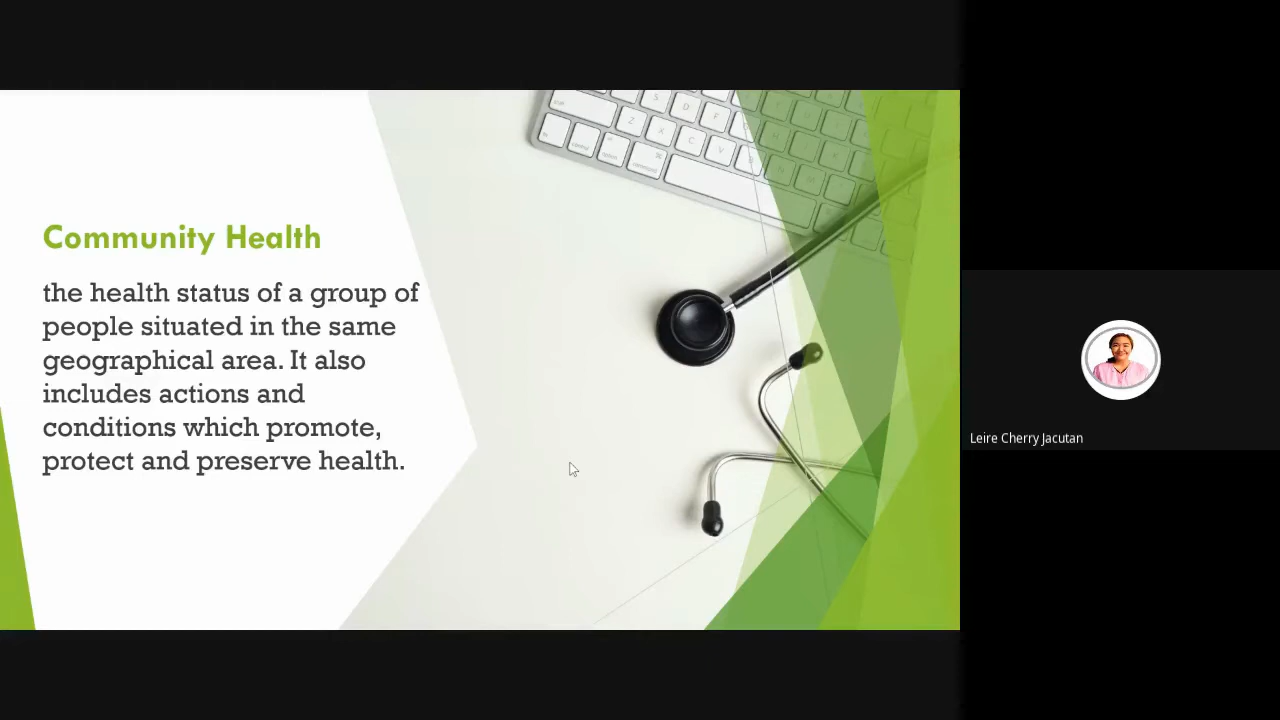 Community Health
the health status of a group of
people situated in the same
geographical area. It also
includes actions and
conditions which promote,
protect and preserve health.
Leire Cherry Jacutan